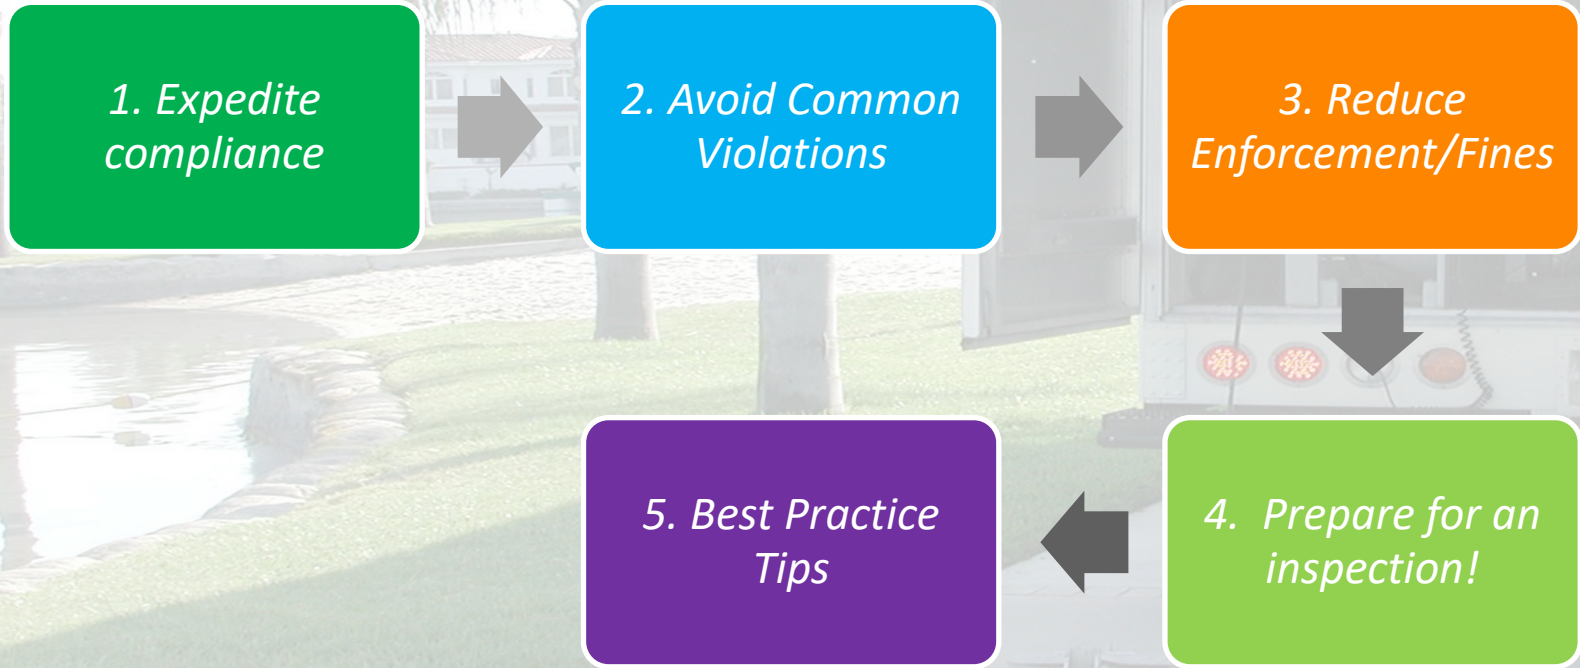 1. Expedite
compliance
2. Avoid Common
Violations
3. Reduce
Enforcement/Fines
4. Prepare for an
inspection!
5. Best Practice
Tips